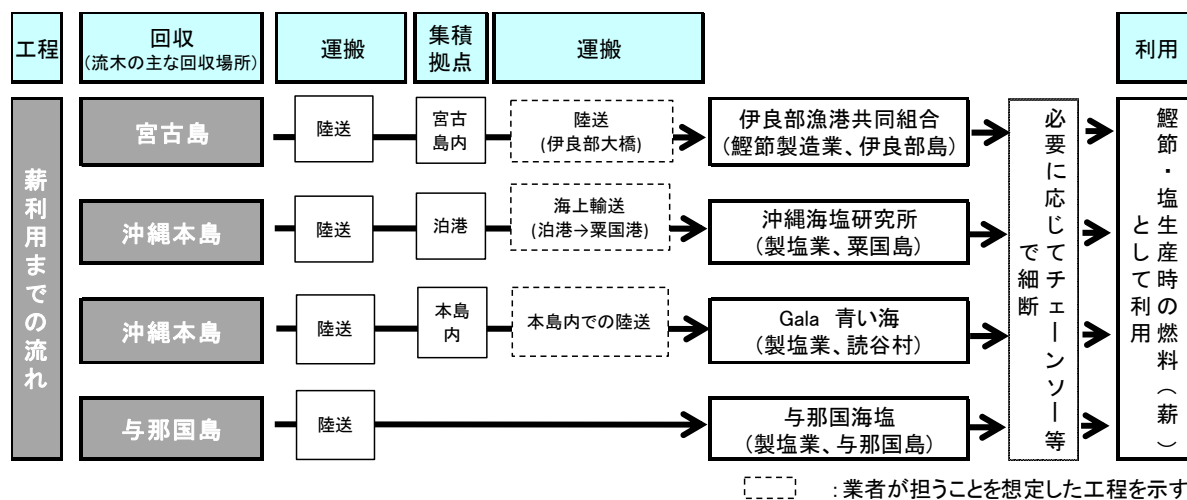 工程
回収
(流木の主な回収場所)
運搬
集積
拠点
運搬
利用
薪利用までの流れ
宮古島
陸送
宮古
島内
陸送
(伊良部大橋)
伊良部漁港共同組合
(鰹節製造業、伊良部島)
沖縄本島
陸送
泊港
海上輸送
(泊港→粟国港)
沖縄海塩研究所
(製塩業、粟国島)
沖縄本島
陸送
本島
内
本島内での陸送
Gala 青い海
(製塩業、読谷村)
与那国島
陸送
与那国海塩
(製塩業、与那国島)
必要に応じてチェーンソー等
で細断
鰹節・塩生産時の燃料(薪)
として利用
:業者が担うことを想定した工程を示す